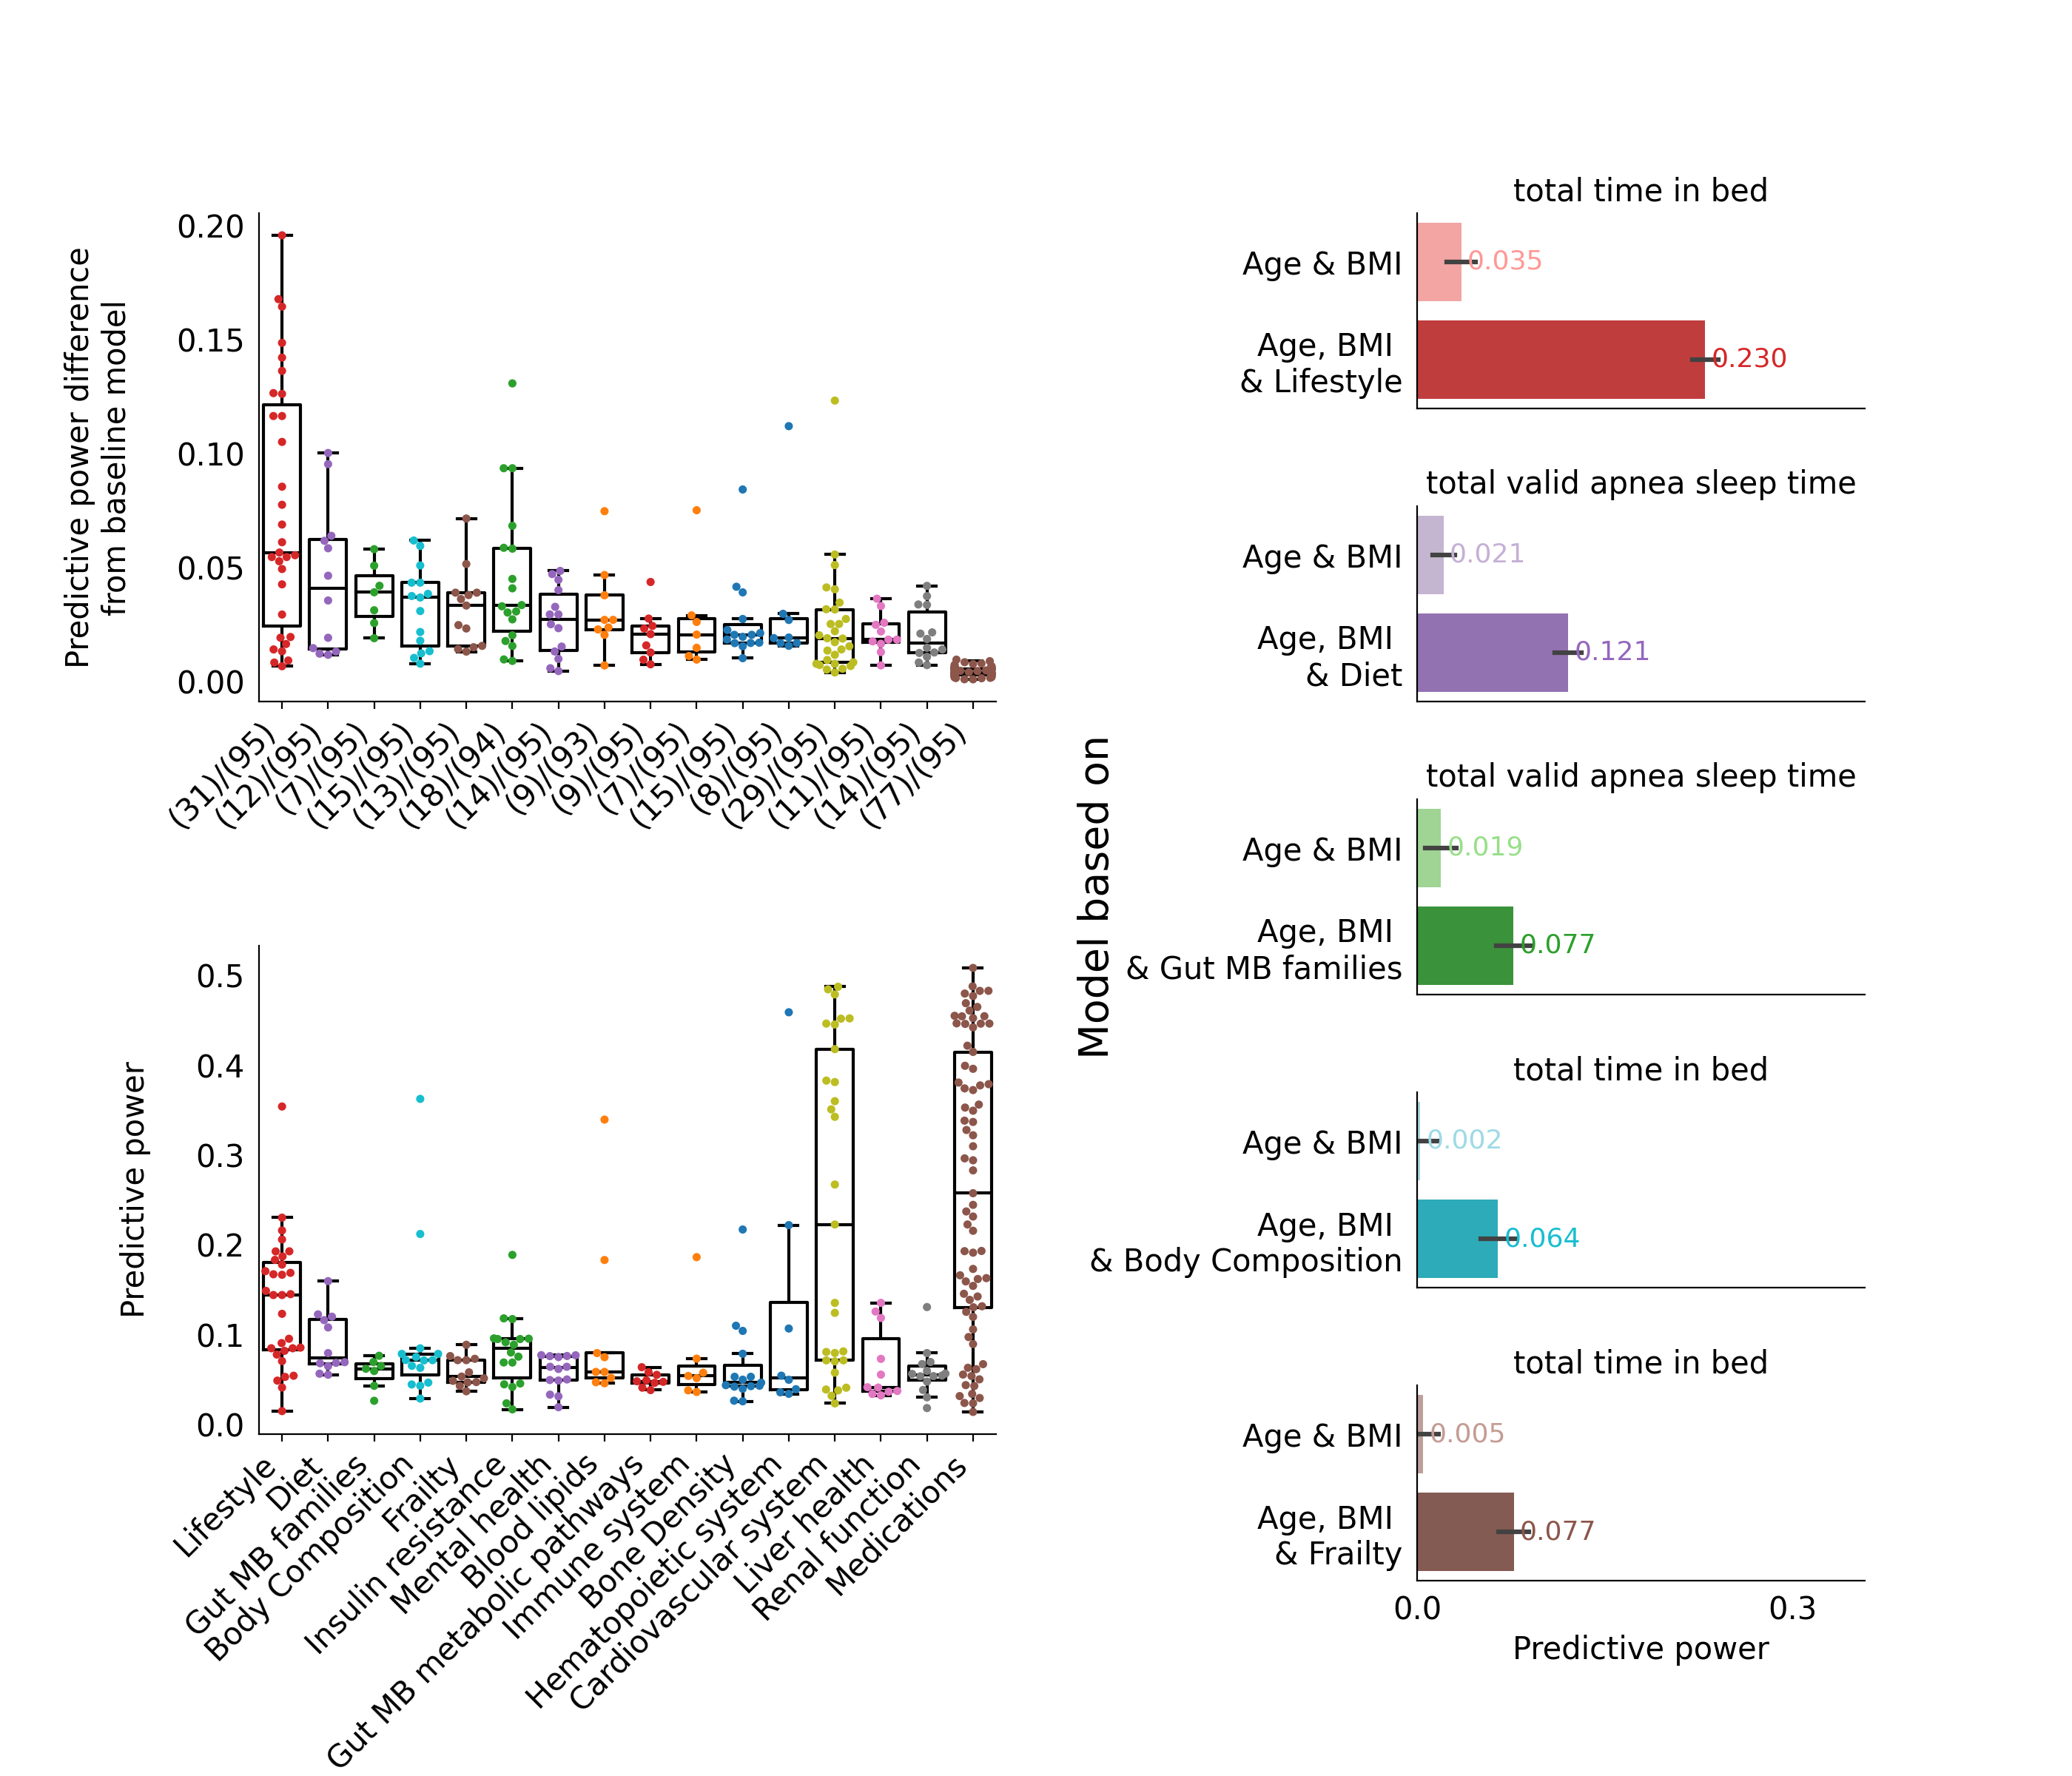 Predictive power difference
from baseline model
0.20
0.15
0.10
0.05
0.00
(31)/(95)
(12)/(95)
(7)/(95)
(15)/(95)
(13)/(95)
(18)/(94)
(14)/(95)
(9)/(93)
(9)/(95)
(7)/(95)
(15)/(95)
(8)/(95)
(29)/(95)
(11)/(95)
(14)/(95)
(77)/(95)
Predictive power
0.5
0.4
0.3
0.2
0.1
0.0
Lifestyle
Diet
Gut MB families
Body Composition
Frailty
Insulin resistance
Mental health
Blood lipids
Gut MB metabolic pathways
Immune system
Bone Density
Hematopoietic system
Cardiovascular system
Liver health
Renal function
Medications
Model based on
total time in bed
Age & BMI
0.035
Age, BMI
& Lifestyle
0.230
total valid apnea sleep time
Age & BMI
0.021
Age, BMI
& Diet
0.121
total valid apnea sleep time
Age & BMI
0.019
Age, BMI
& Gut MB families
0.077
total time in bed
Age & BMI
0.002
Age, BMI
& Body Composition
0.064
total time in bed
Age & BMI
0.005
Age, BMI
& Frailty
0.077
0.0
0.3
Predictive power